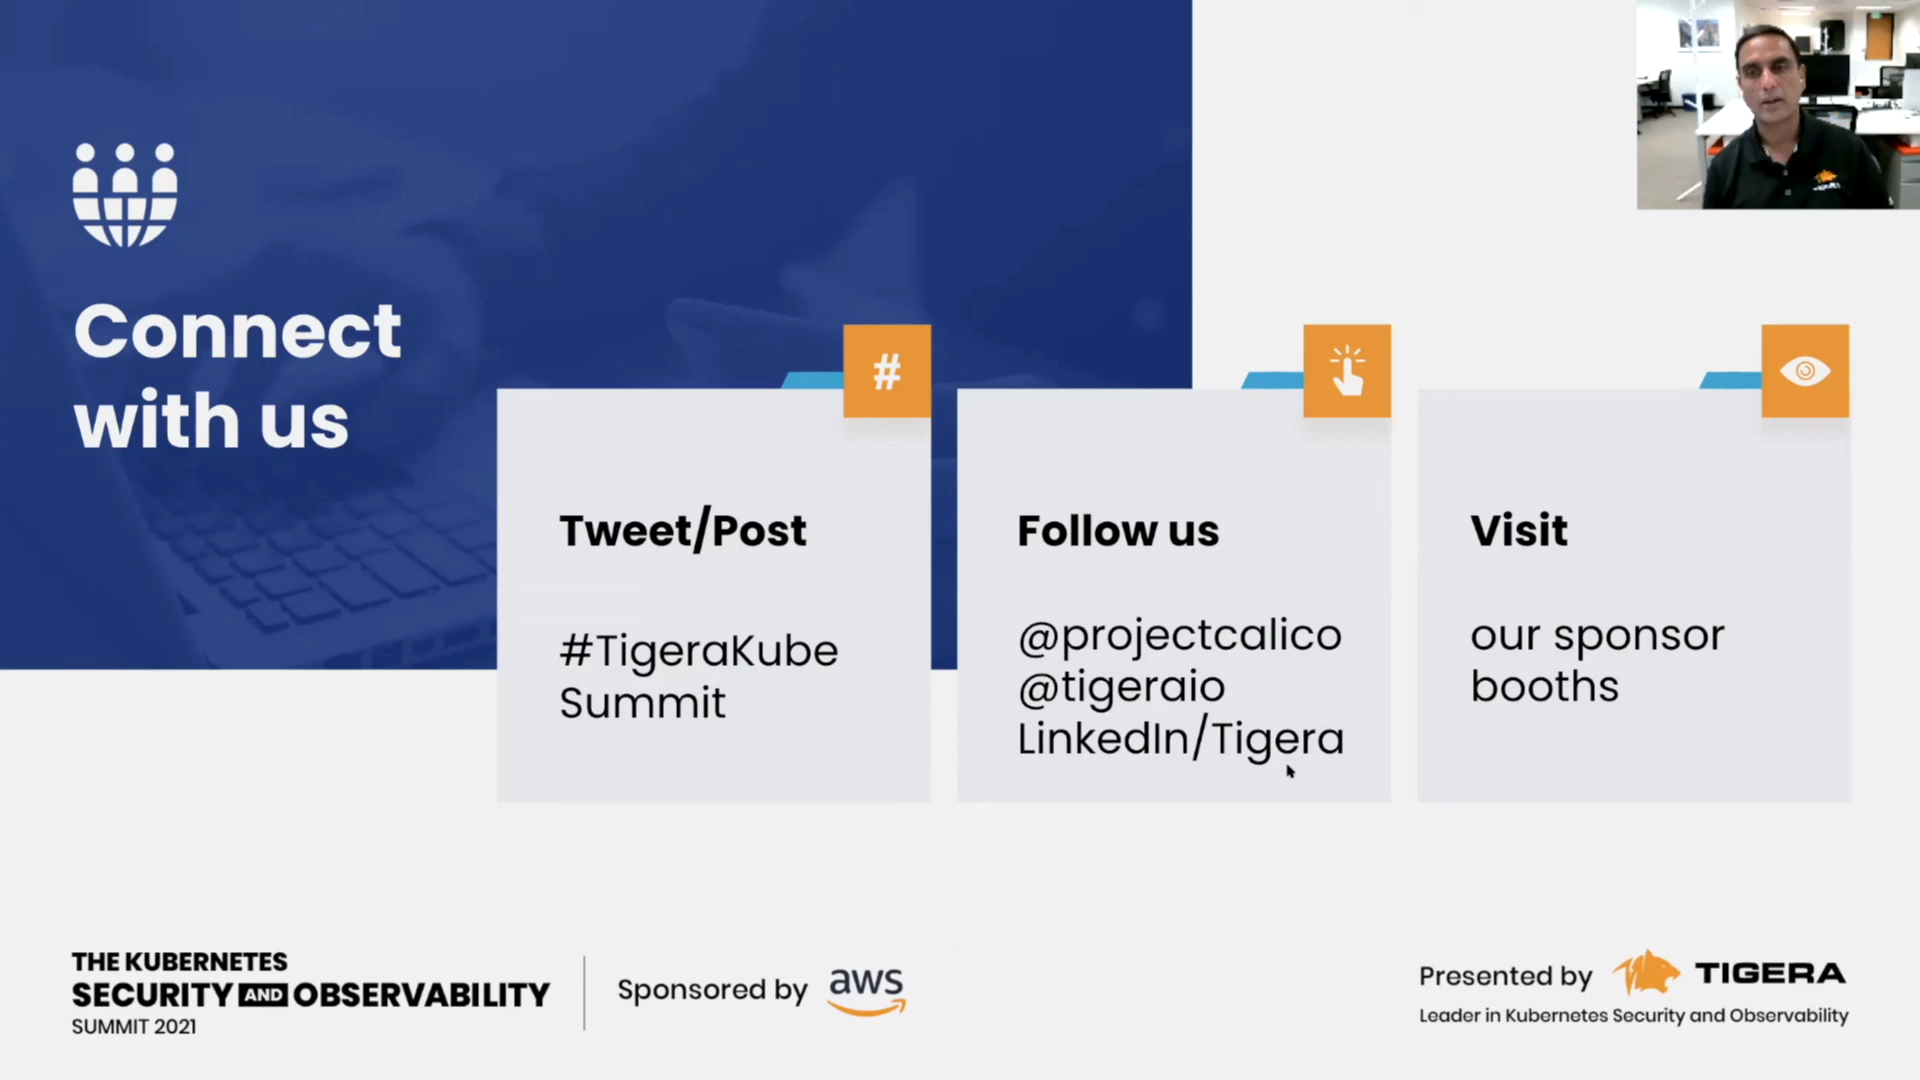 Connect
with us
#
Tweet/Post
#TigeraKube
Summit
Follow us
@projectcalico
@tigeraio
LinkedIn/Tigera
Visit
our sponsor
booths
THE KUBERNETES
SECURITY AND OBSERVABILITY
SUMMIT 2021
Sponsored by aws
Presented by TIGERA
Leader in Kubernetes Security and Observability